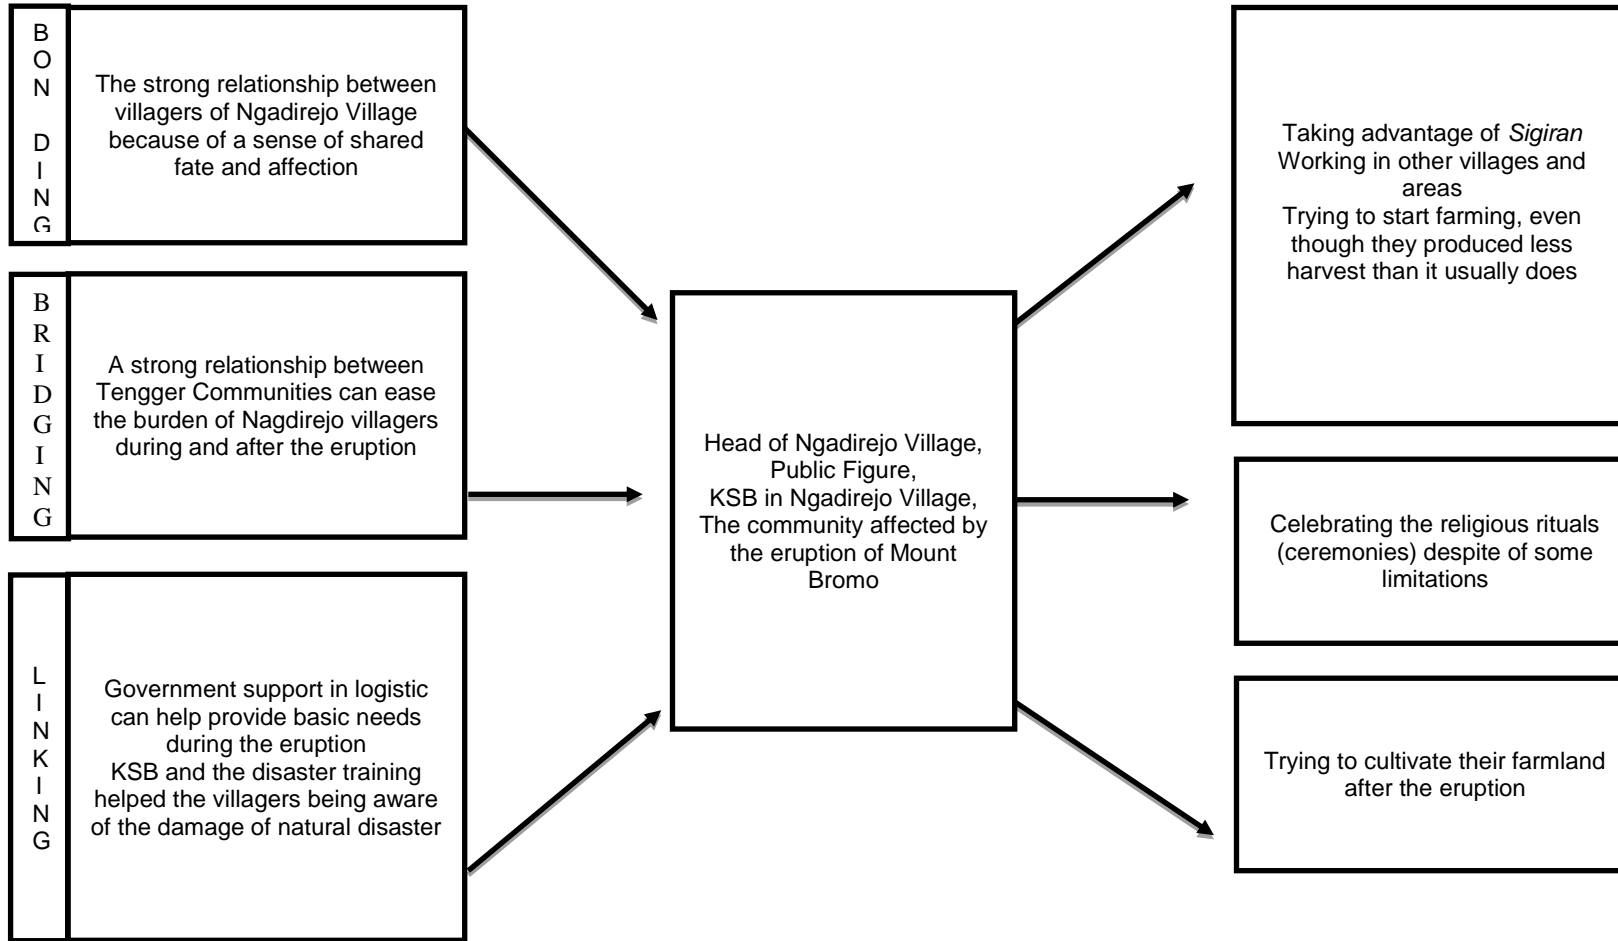 B
O
N
D
I
N
G
The strong relationship between
villagers of Ngadirejo Village
because of a sense of shared
fate and affection
B
R
I
D
G
I
N
G
A strong relationship between
Tengger Communities can ease
the burden of Nagdirejo villagers
during and after the eruption
L
I
N
K
I
N
G
Government support in logistic
can help provide basic needs
during the eruption
KSB and the disaster training
helped the villagers being aware
of the damage of natural disaster
Head of Ngadirejo Village,
Public Figure,
KSB in Ngadirejo Village,
The community affected by
the eruption of Mount
Bromo
Taking advantage of Sigiran
Working in other villages and
areas
Trying to start farming, even
though they produced less
harvest than it usually does
Celebrating the religious rituals
(ceremonies) despite of some
limitations
Trying to cultivate their farmland
after the eruption